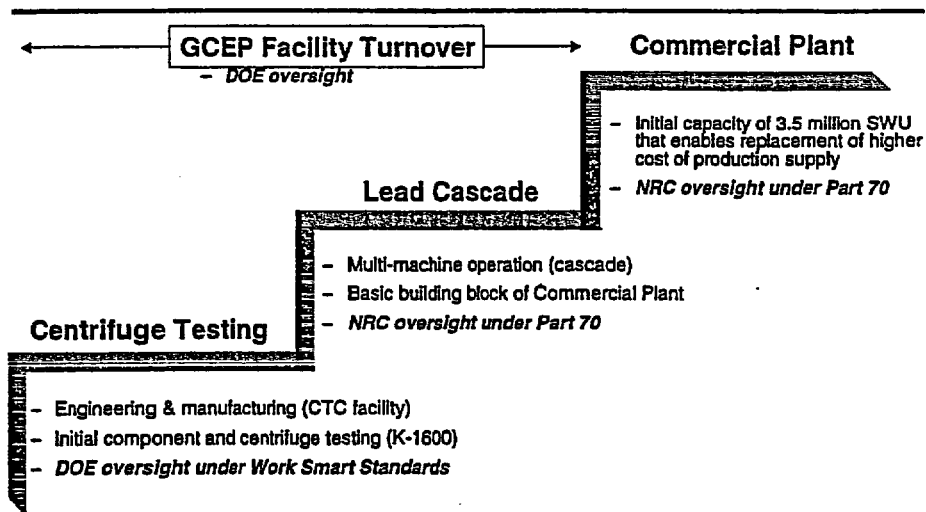 GCEP Facility Turnover
– DOE oversight
Commercial Plant
– Initial capacity of 3.5 million SWU
that enables replacement of higher
cost of production supply
– NRC oversight under Part 70
Lead Cascade
– Multi-machine operation (cascade)
– Basic building block of Commercial Plant
– NRC oversight under Part 70
Centrifuge Testing
– Engineering & manufacturing (CTC facility)
– Initial component and centrifuge testing (K-1600)
– DOE oversight under Work Smart Standards